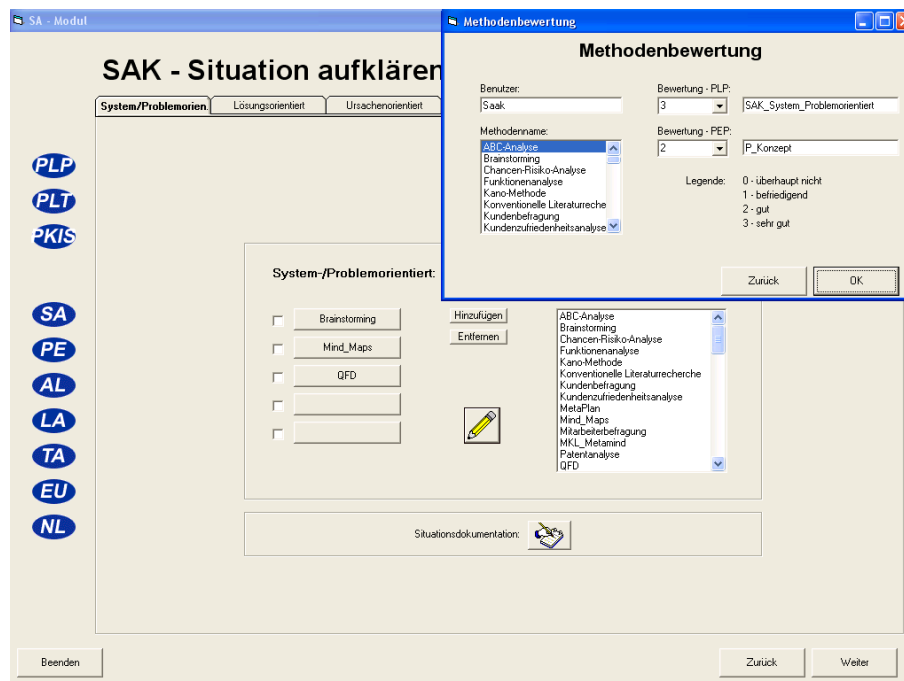 SA - Modul
SAK - Situation aufklären
System/Problemorien.
Lösungsorientiert
Ursachenorientiert
PLP
PLT
PKIS
SA
PE
AL
LA
TA
EU
NL
System-/Problemorientiert:
Brainstorming
Mind_Maps
QFD
Hinzufügen
Entfernen
ABC-Analyse
Brainstorming
Chancen-Risiko-Analyse
Funktionenanalyse
Kano-Methode
Konventionelle Literaturrecherche
Kundenbefragung
Kundenzufriedenheitsanalyse
MetaPlan
Mind_Maps
Mitarbeiterbefragung
MKL_Metamind
Patentanalyse
QFD
Situationsdokumentation:
Beenden
Zurück
Weiter
Methodenbewertung
Methodenbewertung
Benutzer:
Saak
Methodenname:
ABC-Analyse
Brainstorming
Chancen-Risiko-Analyse
Funktionenanalyse
Kano-Methode
Konventionelle Literaturreche
Kundenbefragung
Kundenzufriedenheitsanalyse
Bewertung - PLP:
3
SAK_System_Problemorientiert
Bewertung - PEP:
2
P_Konzept
Legende:
0 - überhaupt nicht
1 - befriedigend
2 - gut
3 - sehr gut
Zurück
OK